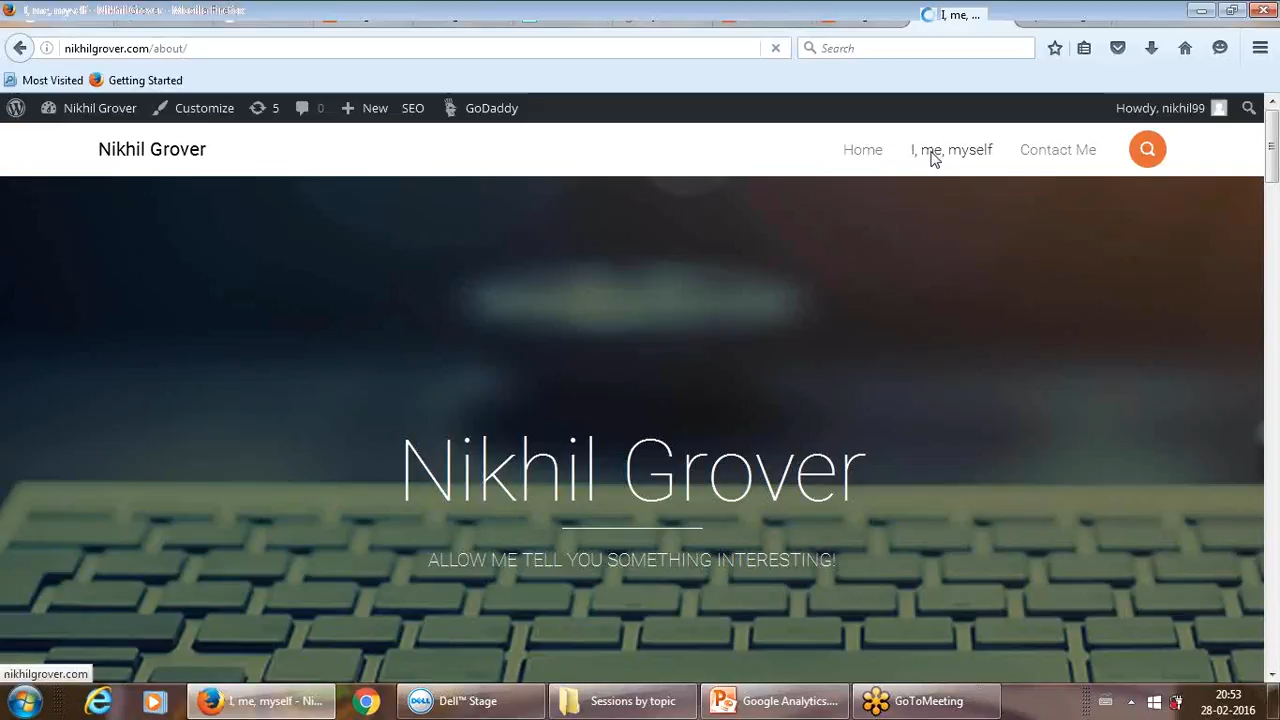 I, me, ...
nikhilgrover.com/about/
Search
Most Visited Getting Started
Nikhil Grover Customize 5 0 New SEO GoDaddy Howdy, nikhil99
Nikhil Grover Home I, me, myself Contact Me
Nikhil Grover
ALLOW ME TELL YOU SOMETHING INTERESTING!
nikhilgrover.com
I, me, myself - Ni... Dell™ Stage Sessions by topic Google Analytics.... GoToMeeting 20:53
28-02-2016